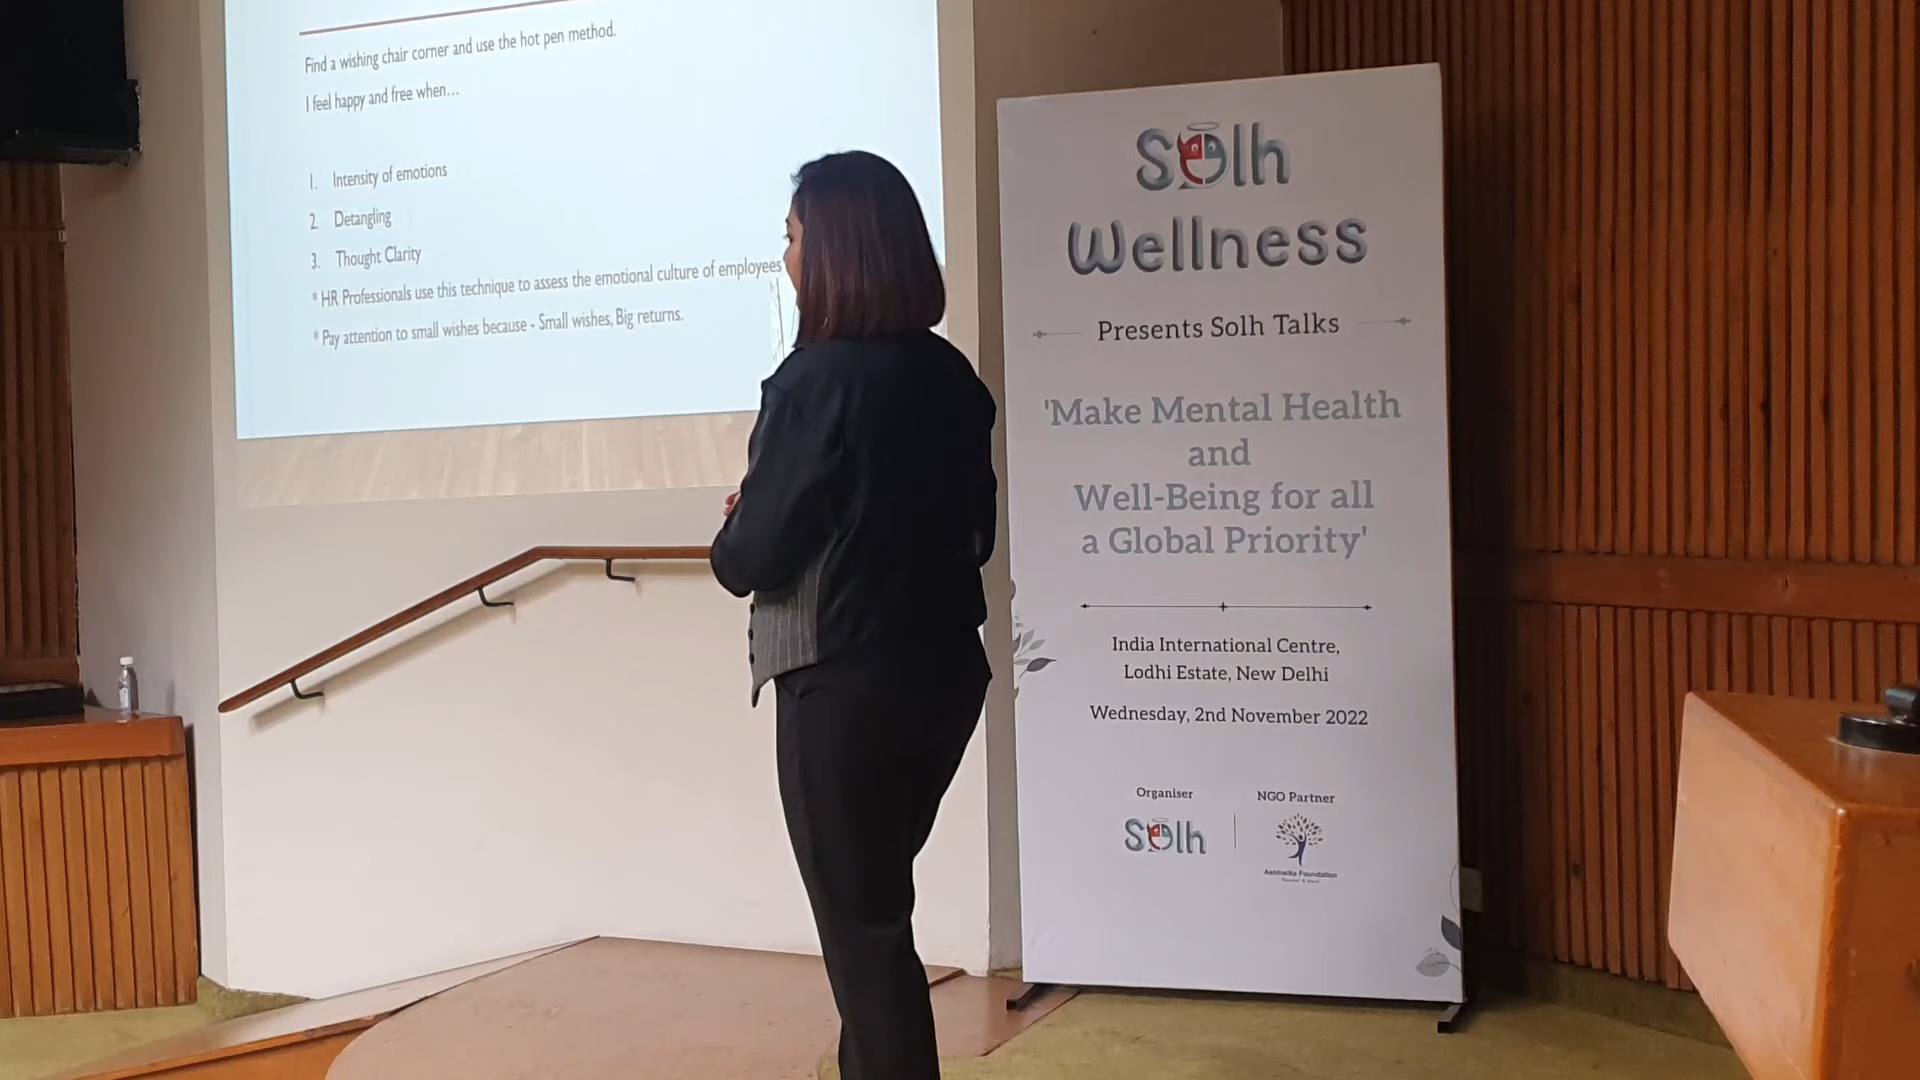 Find a wishing chair corner and use the hot pen method.
I feel happy and free when...
1. Intensity of emotions
2. Detangling
3. Thought Clarity
* HR Professionals use this technique to assess the emotional culture of employees
* Pay attention to small wishes because - Small wishes, Big returns.
Solh
Wellness
Presents Solh Talks
'Make Mental Health
and
Well-Being for all
a Global Priority'
India International Centre,
Lodhi Estate, New Delhi
Wednesday, 2nd November 2022
Organiser
NGO Partner
Solh
Foundation